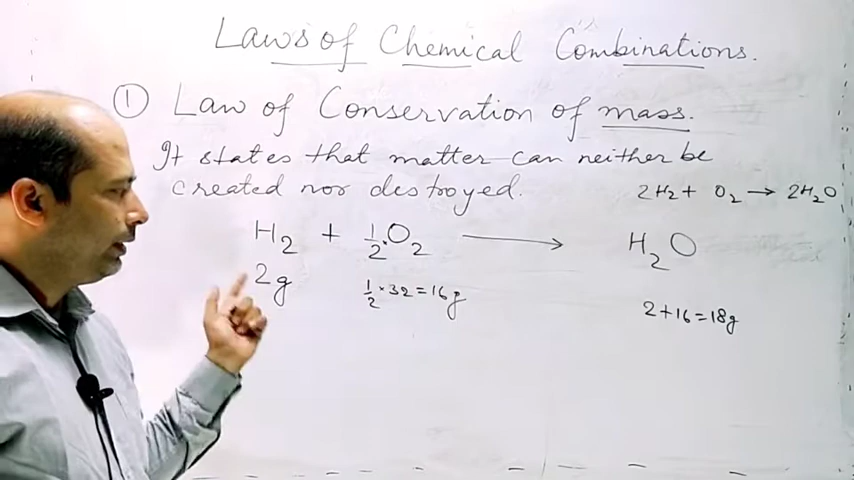 Laws of Chemical Combinations.
① Law of Conservation of mass.
It states that matter can neither be
created nor destroyed.
2H₂ + O₂ → 2H₂O
H₂ + ½·O₂ → H₂O
2g ½×32=16g 2+16=18g